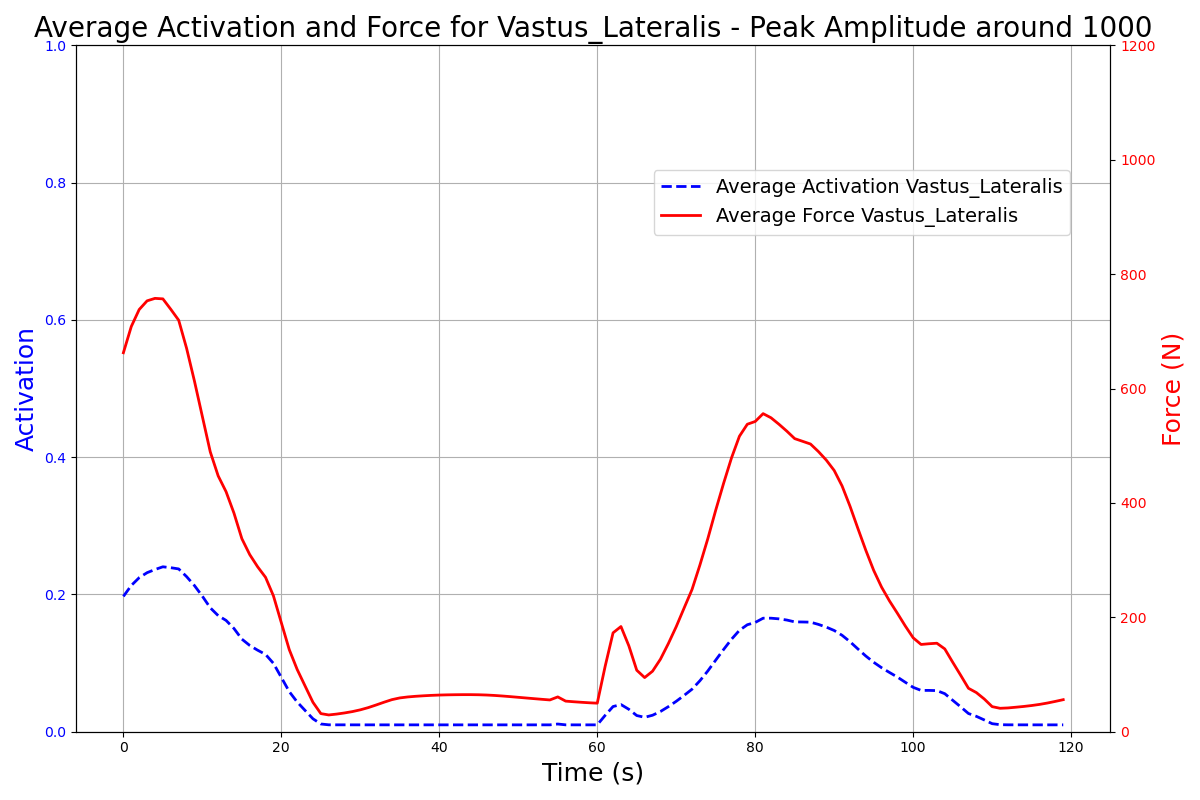 Average Activation and Force for Vastus_Lateralis - Peak Amplitude around 1000
1.0
0.8
0.6
0.4
0.2
0.0
Activation
Average Activation Vastus_Lateralis
Average Force Vastus_Lateralis
1200
1000
800
600
400
200
0
Force (N)
0 20 40 60 80 100 120
Time (s)